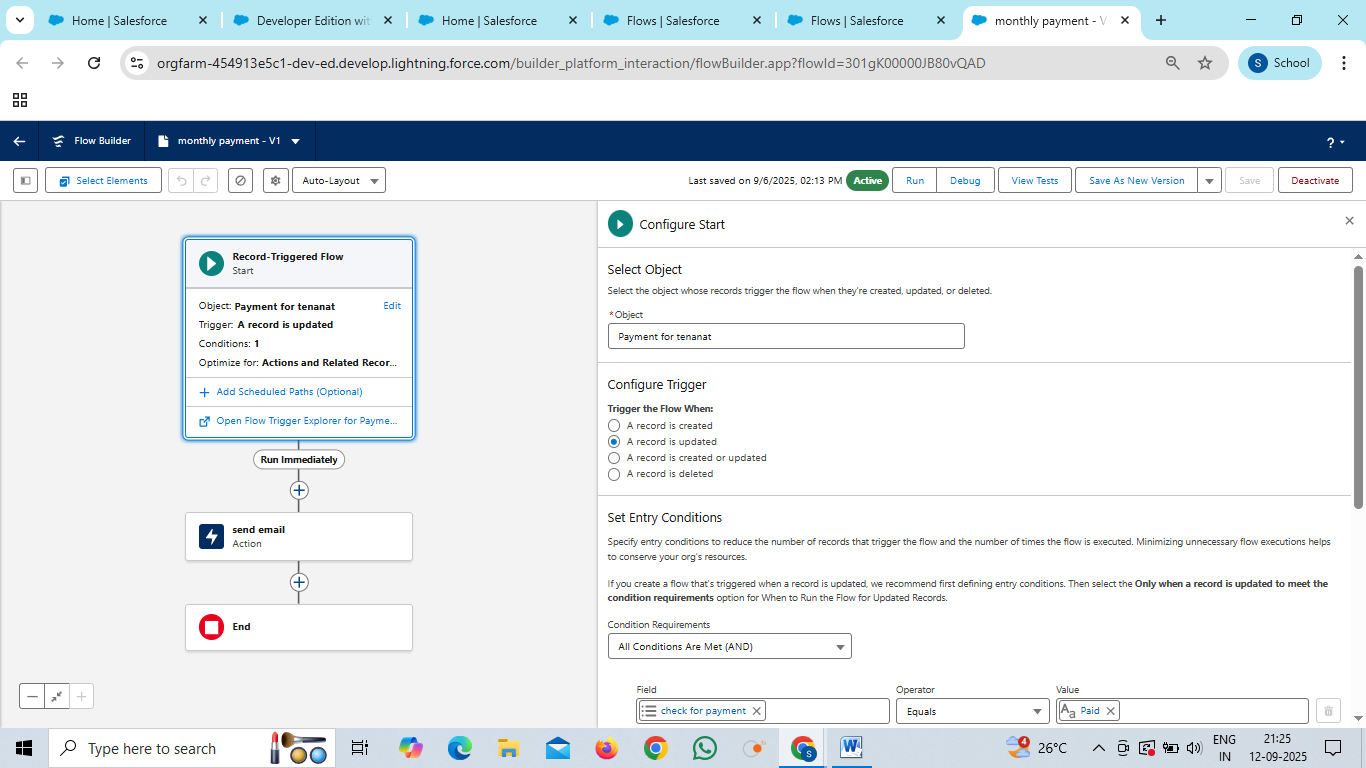 Home | Salesforce
Developer Edition wit
Home | Salesforce
Flows | Salesforce
Flows | Salesforce
monthly payment - V
orgfarm-454913e5c1-dev-ed.develop.lightning.force.com/builder_platform_interaction/flowBuilder.app?flowId=301gK00000JB80vQAD
S School
Flow Builder
monthly payment - V1
?
Select Elements
Auto-Layout
Last saved on 9/6/2025, 02:13 PM
Active
Run
Debug
View Tests
Save As New Version
Save
Deactivate
Record-Triggered Flow
Start
Object: Payment for tenanat
Edit
Trigger: A record is updated
Conditions: 1
Optimize for: Actions and Related Recor...
Add Scheduled Paths (Optional)
Open Flow Trigger Explorer for Payme...
Run Immediately
send email
Action
End
Configure Start
Select Object
Select the object whose records trigger the flow when they're created, updated, or deleted.
*Object
Payment for tenanat
Configure Trigger
Trigger the Flow When:
A record is created
A record is updated
A record is created or updated
A record is deleted
Set Entry Conditions
Specify entry conditions to reduce the number of records that trigger the flow and the number of times the flow is executed. Minimizing unnecessary flow executions helps
to conserve your org's resources.
If you create a flow that's triggered when a record is updated, we recommend first defining entry conditions. Then select the Only when a record is updated to meet the
condition requirements option for When to Run the Flow for Updated Records.
Condition Requirements
All Conditions Are Met (AND)
Field
Operator
Value
check for payment
Equals
Aa Paid
Type here to search
S
W
4
26°C
ENG
IN
21:25
12-09-2025